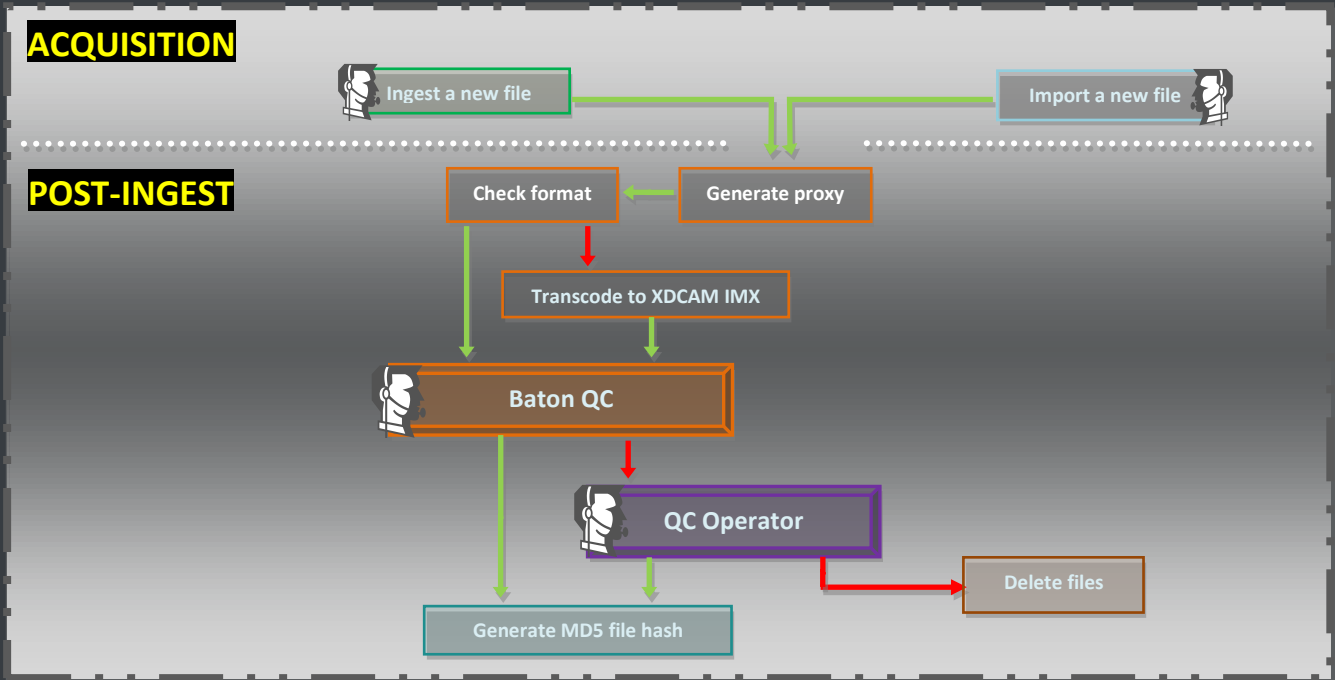 ACQUISITION
Ingest a new file
Import a new file
POST-INGEST
Check format
Generate proxy
Transcode to XDCAM IMX
Baton QC
QC Operator
Delete files
Generate MD5 file hash